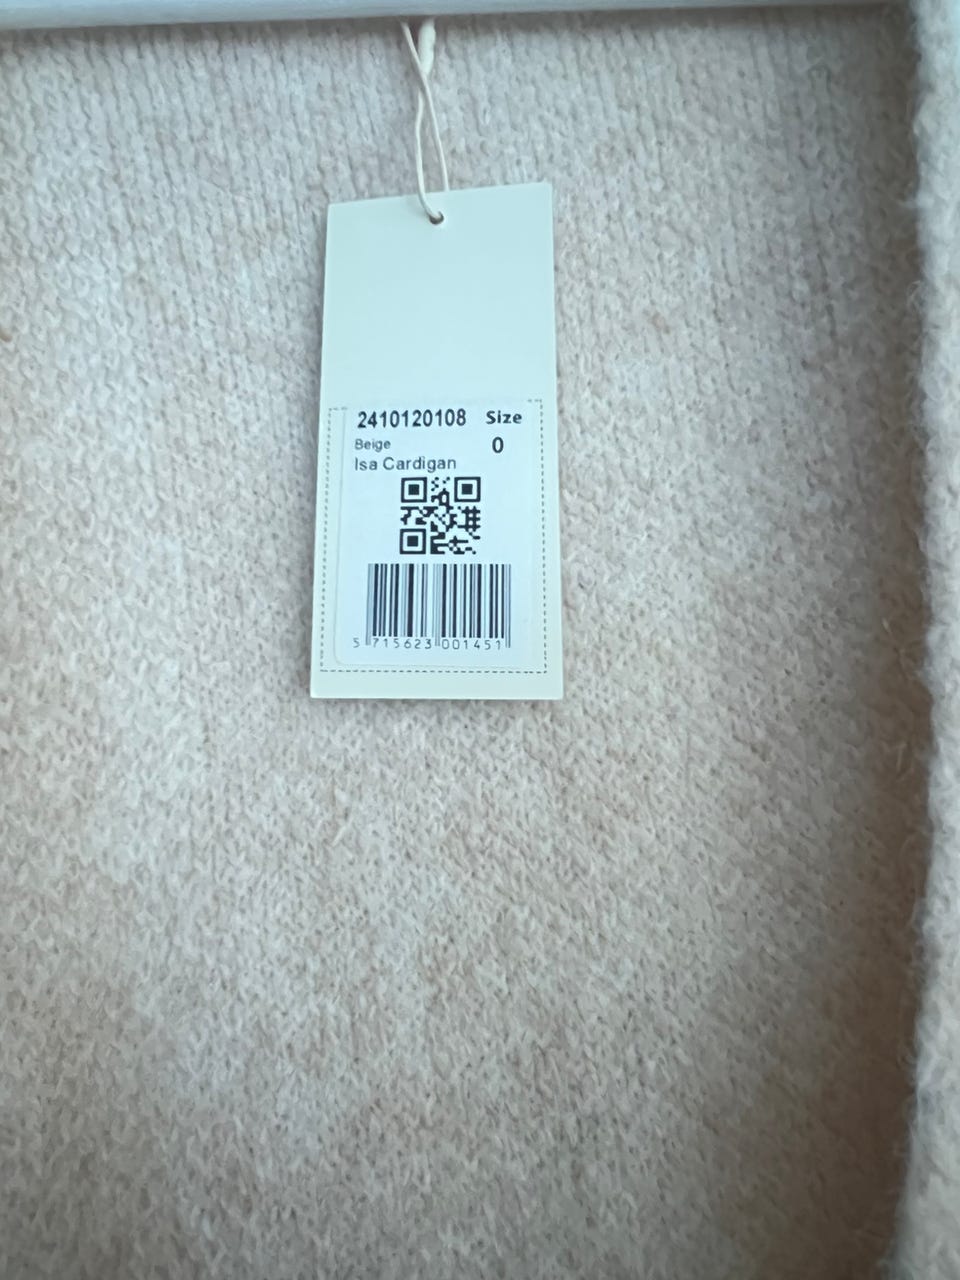 2410120108 Size
Beige 0
Isa Cardigan
5 715623 001451